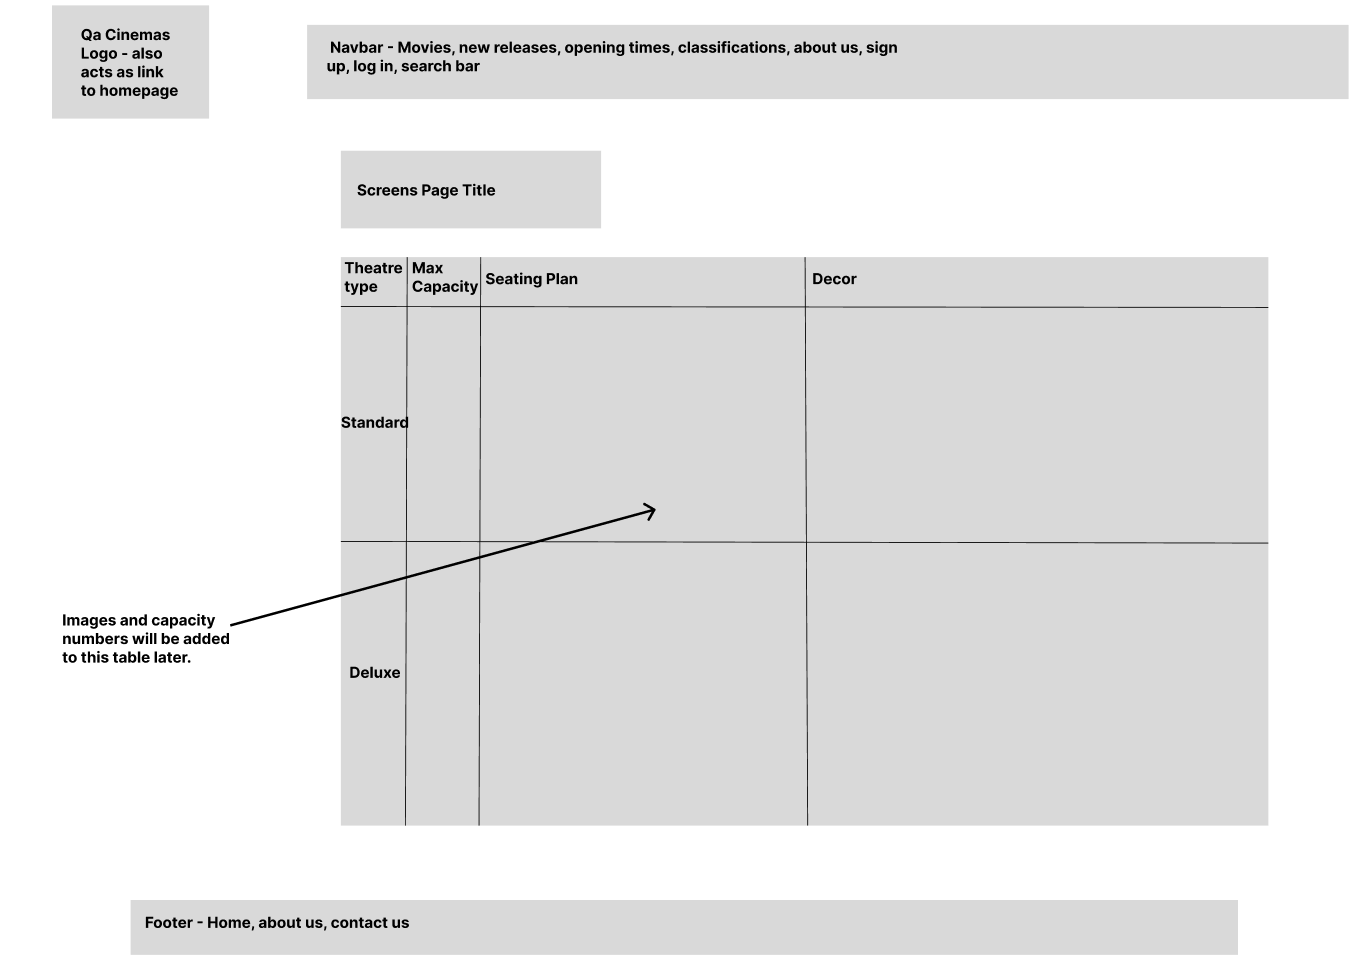 Qa Cinemas
Logo - also
acts as link
to homepage
Navbar - Movies, new releases, opening times, classifications, about us, sign
up, log in, search bar
Screens Page Title
Theatre
type
Max
Capacity
Seating Plan
Decor
Standard
Images and capacity
numbers will be added
to this table later.
Deluxe
Footer - Home, about us, contact us